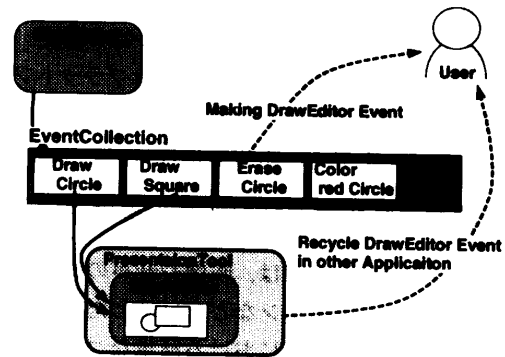 User
Making DrawEditor Event
EventCollection
Draw Circle
Draw Square
Erase Circle
Color red Circle
Recycle DrawEditor Event
in other Applicaiton
PresentationTool